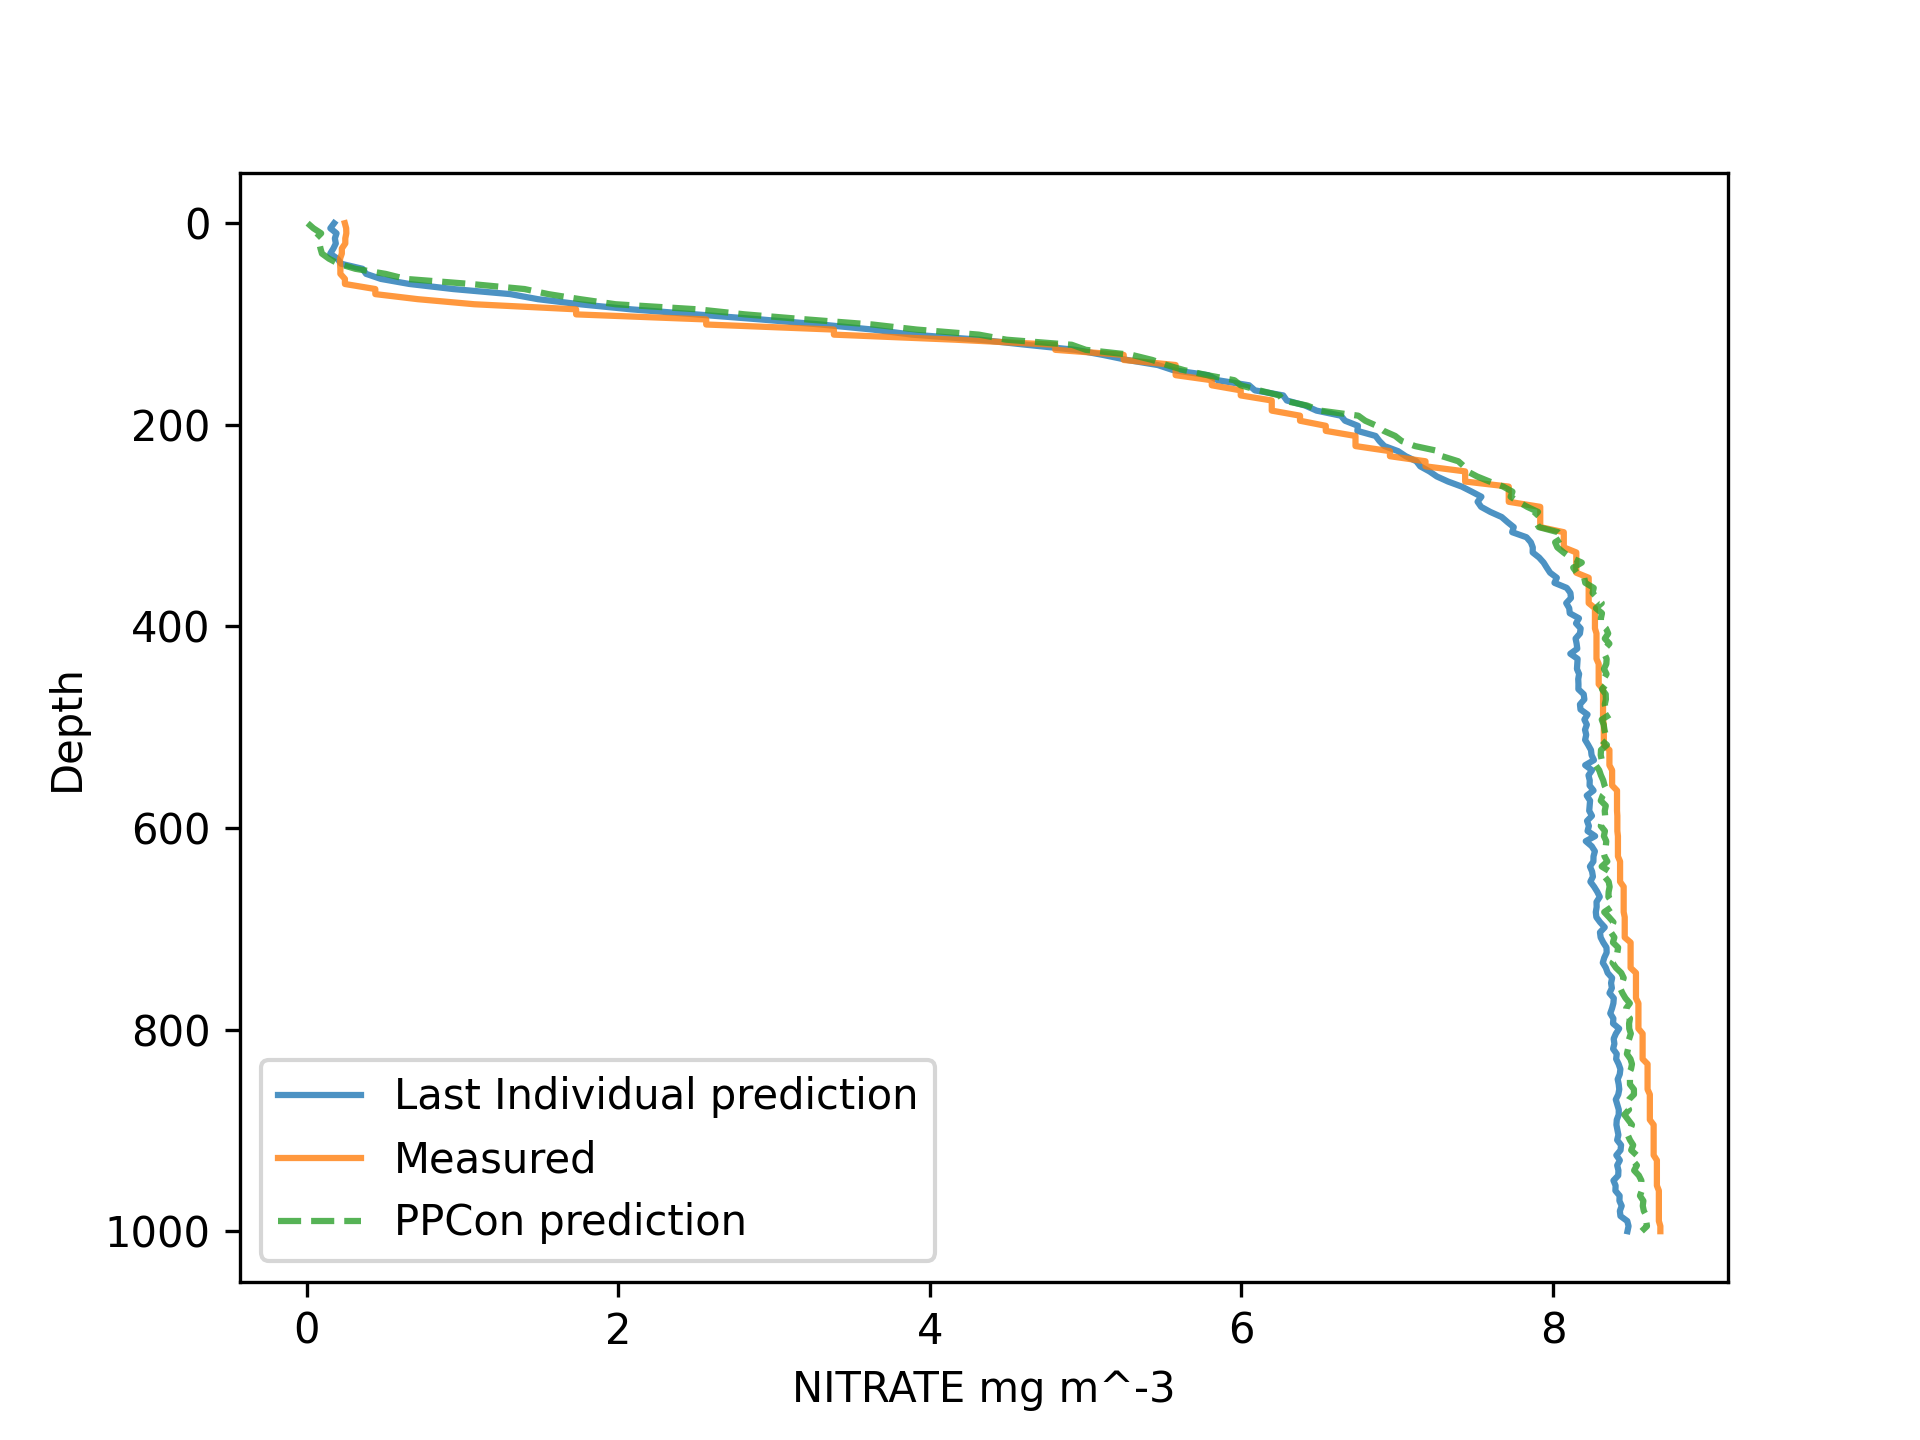 0
200
400
600
800
1000
Depth
Last Individual prediction
Measured
PPCon prediction
0 2 4 6 8
NITRATE mg m^-3